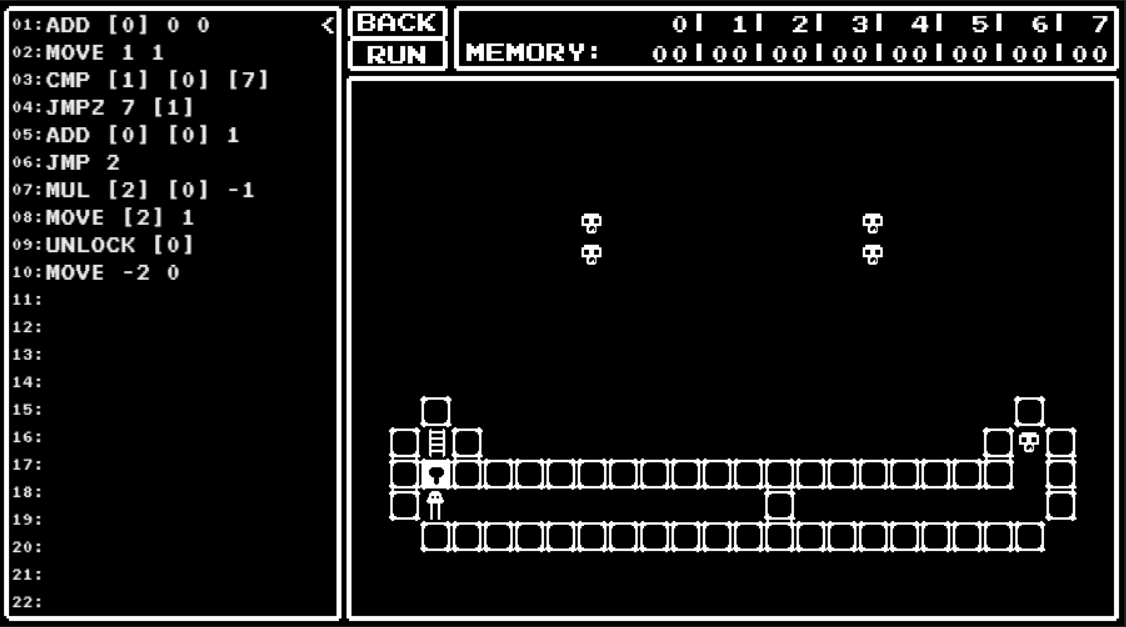 01:ADD [0] 0 0 <
02:MOVE 1 1
03:CMP [1] [0] [7]
04:JMPZ 7 [1]
05:ADD [0] [0] 1
06:JMP 2
07:MUL [2] [0] -1
08:MOVE [2] 1
09:UNLOCK [0]
10:MOVE -2 0
11:
12:
13:
14:
15:
16:
17:
18:
19:
20:
21:
22:
BACK
RUN
0| 1| 2| 3| 4| 5| 6| 7
MEMORY: 00|00|00|00|00|00|00|00